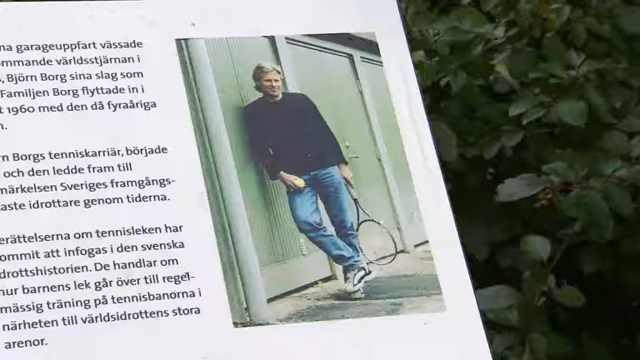 na garageuppfart vässade
ommande världsstjärnan i
, Björn Borg sina slag som
Familjen Borg flyttade in i
t 1960 med den då fyraåriga
n.
rn Borgs tenniskarriär, började
och den ledde fram till
märkelsen Sveriges framgångs-
aste idrottare genom tiderna.
erättelserna om tennisleken har
ommit att infogas i den svenska
drottshistorien. De handlar om
hur barnens lek går över till regel-
mässig träning på tennisbanorna i
närheten till världsidrottens stora
arenor.